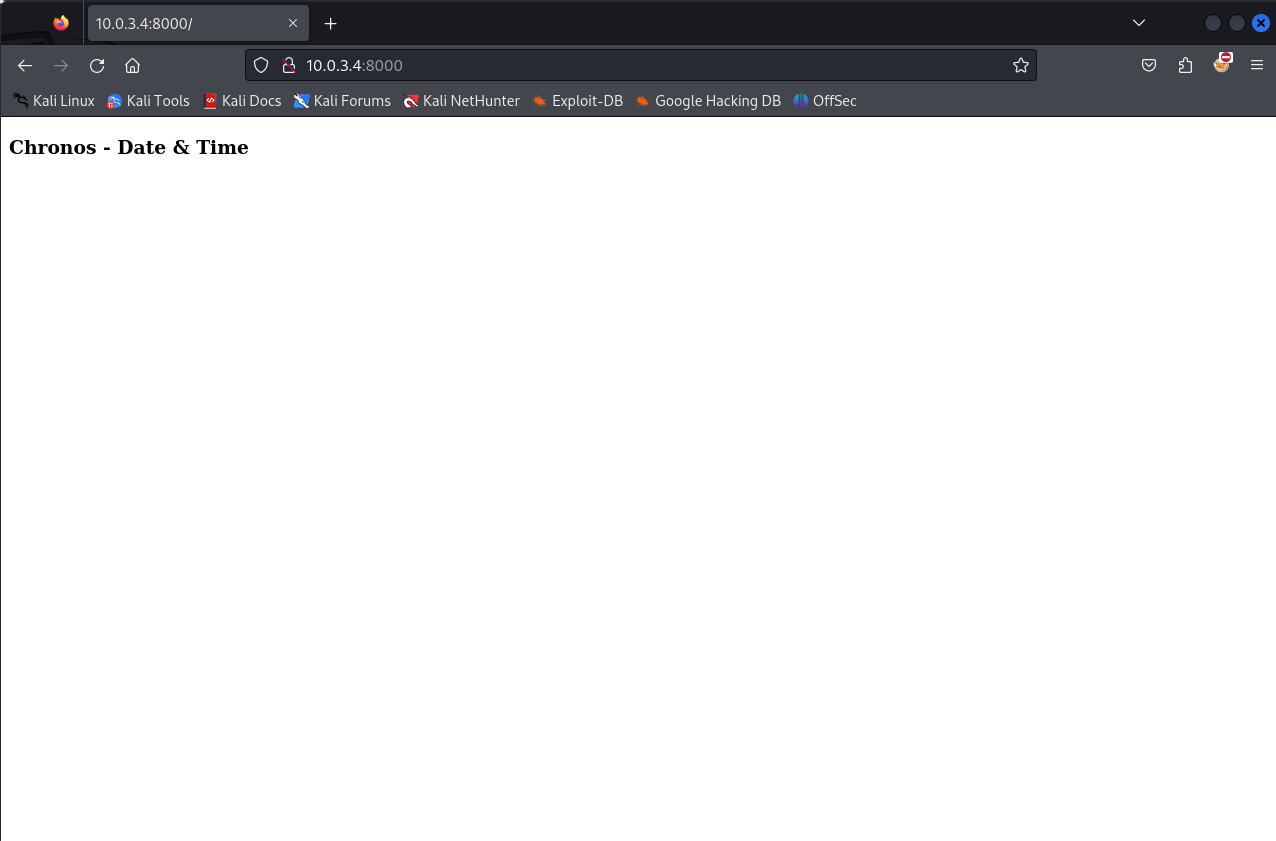 10.0.3.4:8000/
10.0.3.4:8000
Kali Linux Kali Tools Kali Docs Kali Forums Kali NetHunter Exploit-DB Google Hacking DB OffSec
Chronos - Date & Time